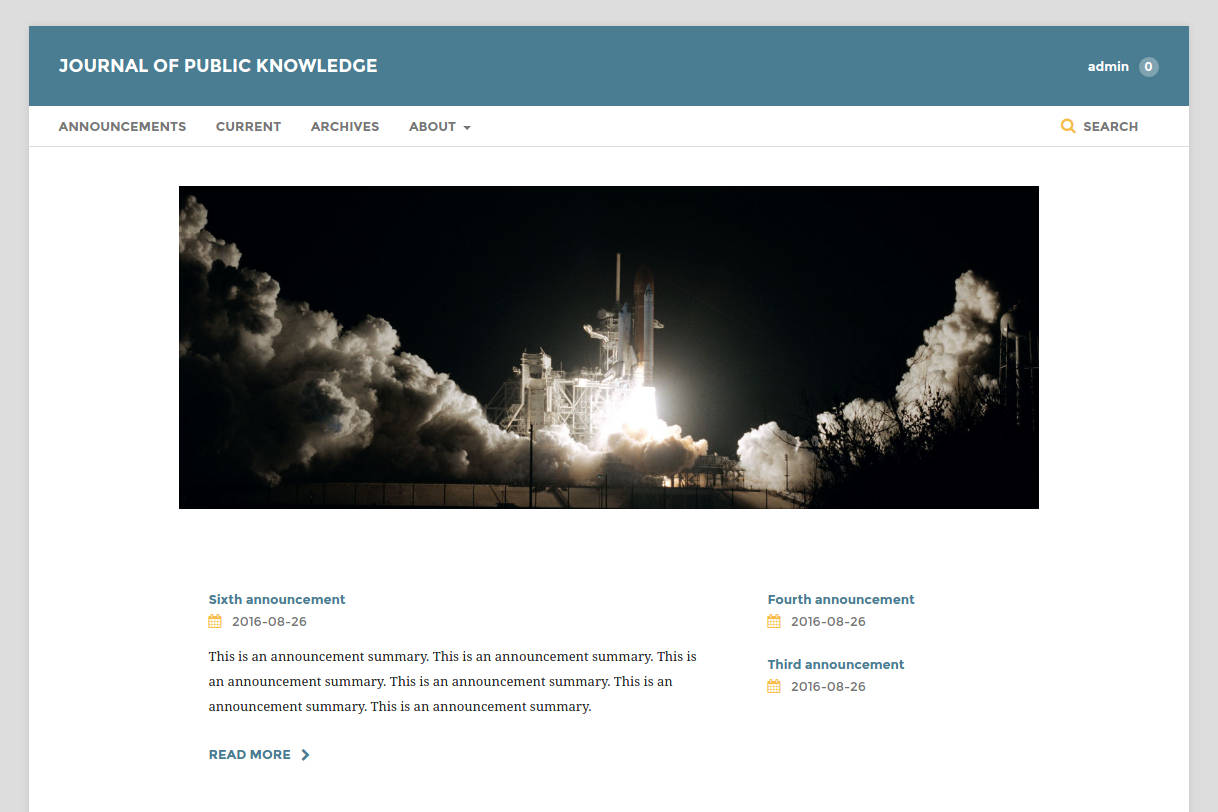 JOURNAL OF PUBLIC KNOWLEDGE
admin 0
ANNOUNCEMENTS CURRENT ARCHIVES ABOUT SEARCH
Sixth announcement
2016-08-26
This is an announcement summary. This is an announcement summary. This is
an announcement summary. This is an announcement summary. This is an
announcement summary. This is an announcement summary.
READ MORE
Fourth announcement
2016-08-26
Third announcement
2016-08-26